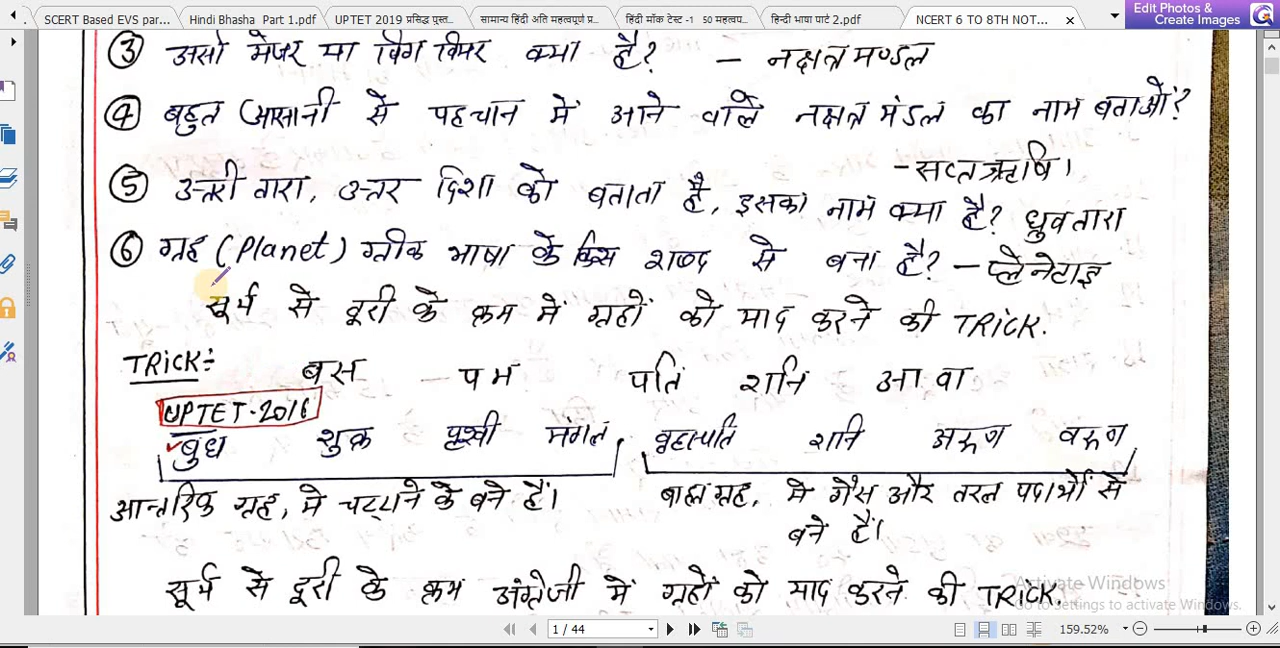 SCERT Based EVS par...
Hindi Bhasha Part 1.pdf
UPTET 2019 प्रसिद्ध पुस्त...
सामान्य हिंदी अति महत्वपूर्ण प्र...
हिंदी मॉक टेस्ट -1 50 महत्वप...
हिन्दी भाषा पार्ट 2.pdf
NCERT 6 TO 8TH NOT...
Edit Photos &
Create Images
③ असो मेजर या बिग बियर क्या है? - नक्षत्रमण्डल
④ बहुत आसानी से पहचान में आने वाले नक्षत्र मंडल का नाम बताओ?
- सप्तऋषि।
⑤ उत्तरी तारा, उत्तर दिशा को बताता है, इसका नाम क्या है? ध्रुवतारा
⑥ ग्रह (Planet) ग्रीक भाषा के किस शब्द से बना है? - प्लेनेटाइ
सूर्य से दूरी के क्रम में ग्रहों को याद करने की TRICK.
TRICK:- बस पम पति शनि आवा
UPTET-2016
बुध शुक्र पृथ्वी मंगल बृहस्पति शनि अरूण वरूण
आन्तरिक ग्रह, ये चट्टाने के बने हैं। बाह्य ग्रह, ये गैस और तरल पदार्थो से
बने हैं।
सूर्य से दूरी के क्रम अंग्रेजी में ग्रहों को याद करने की TRICK.
Activate Windows
Go to Settings to activate Windows.
1 / 44
159.52%